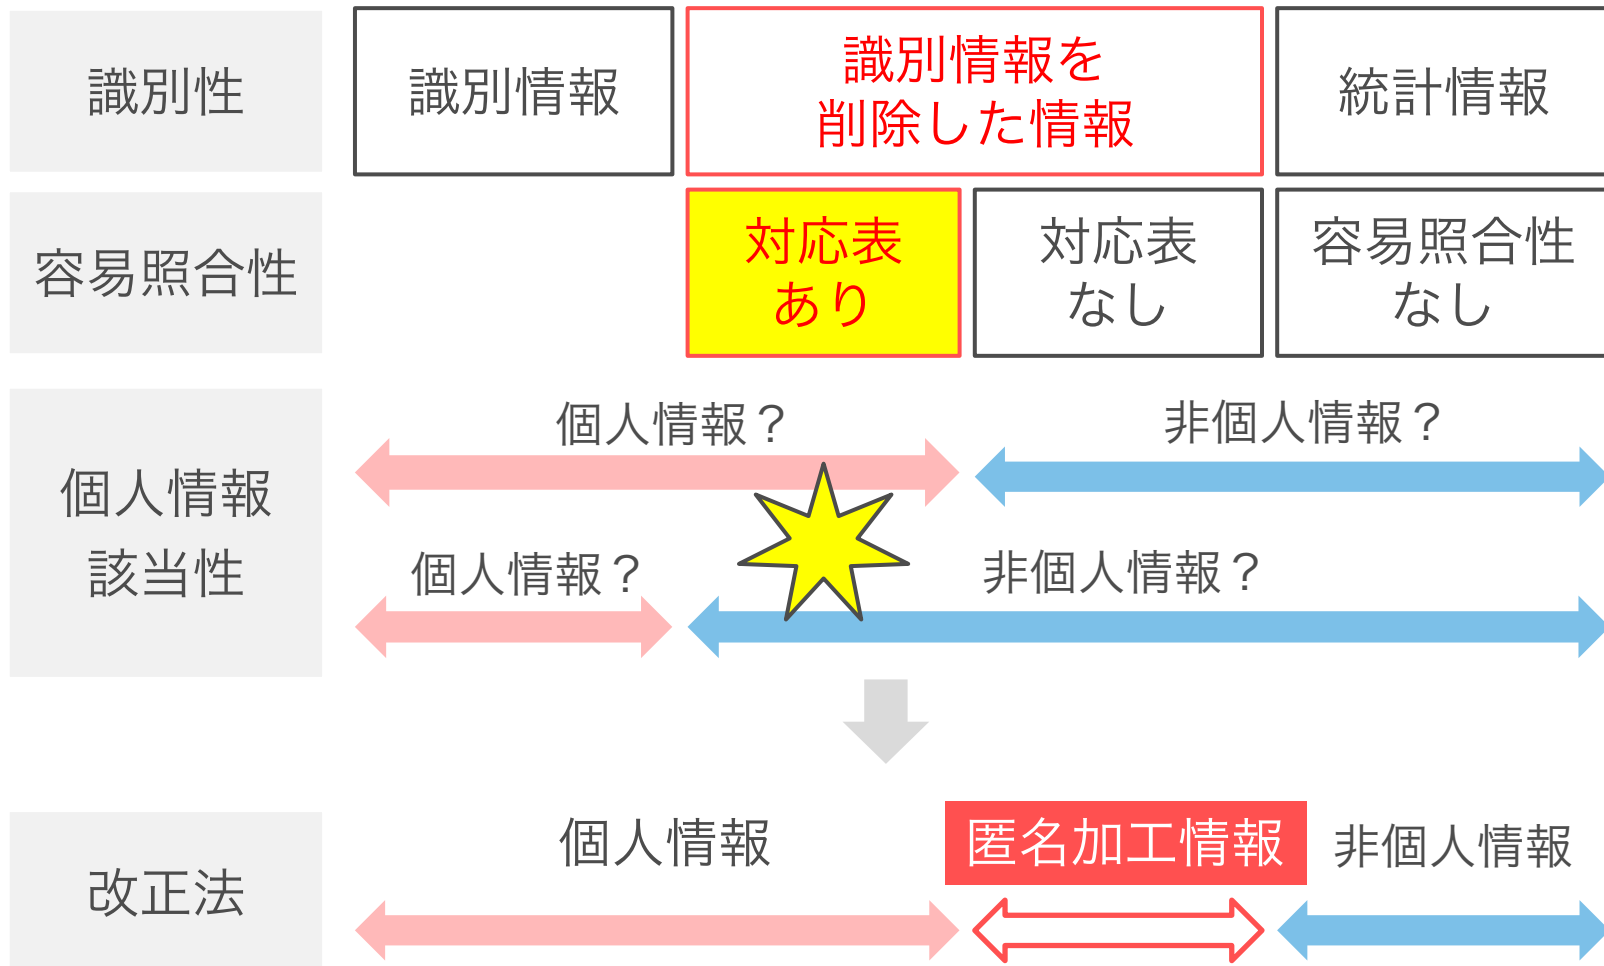 識別性
識別情報
識別情報を
削除した情報
統計情報
容易照合性
対応表
あり
対応表
なし
容易照合性
なし
個人情報
該当性
個人情報？
非個人情報？
個人情報？
非個人情報？
改正法
個人情報
匿名加工情報
非個人情報